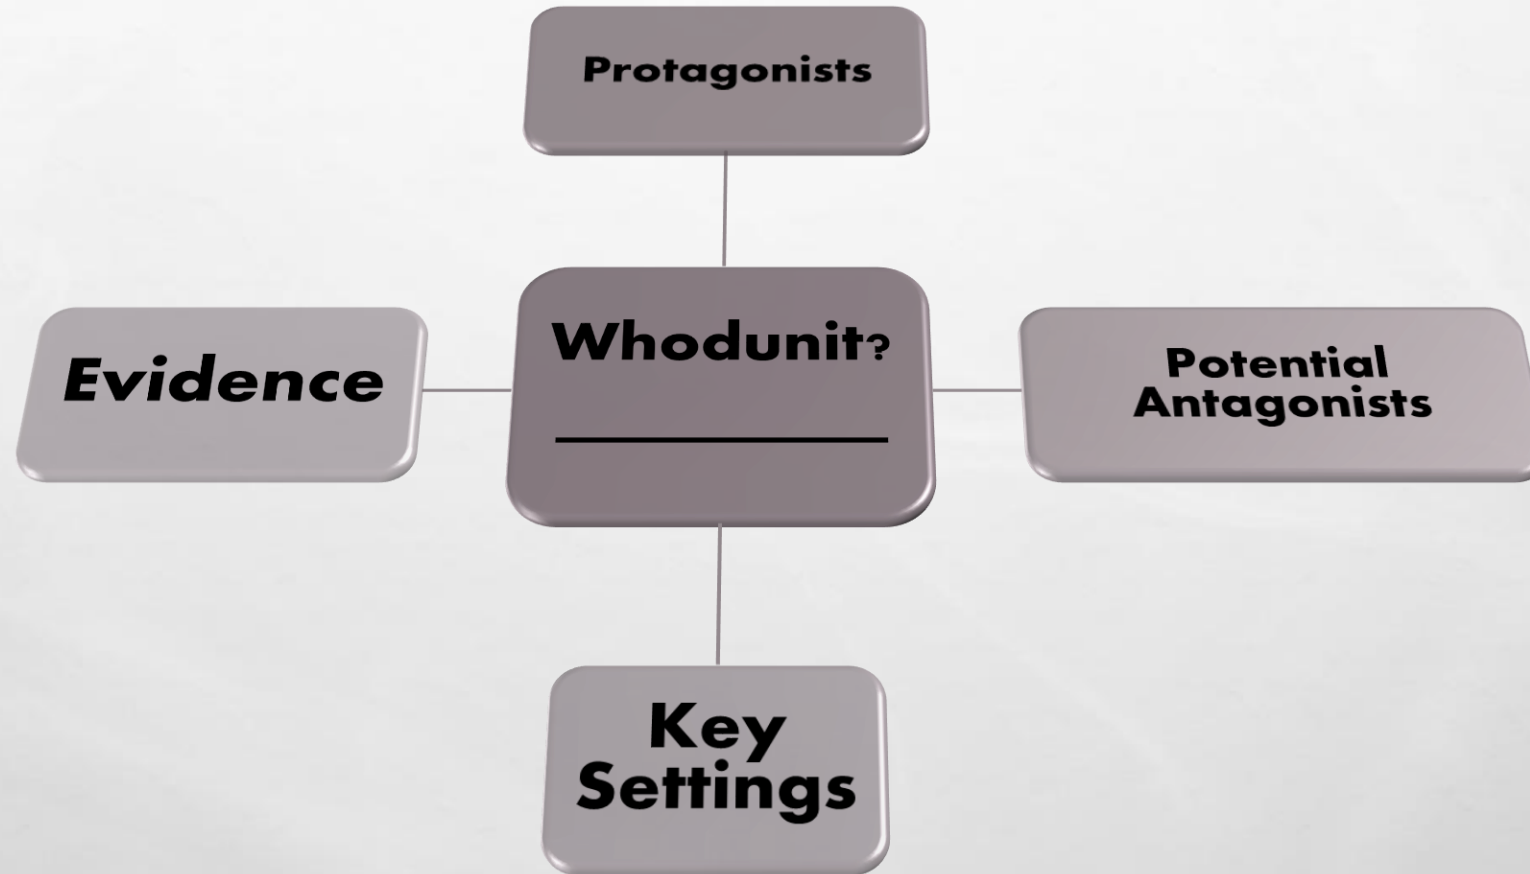 Protagonists
Whodunit?
Evidence
Potential
Antagonists
Key
Settings